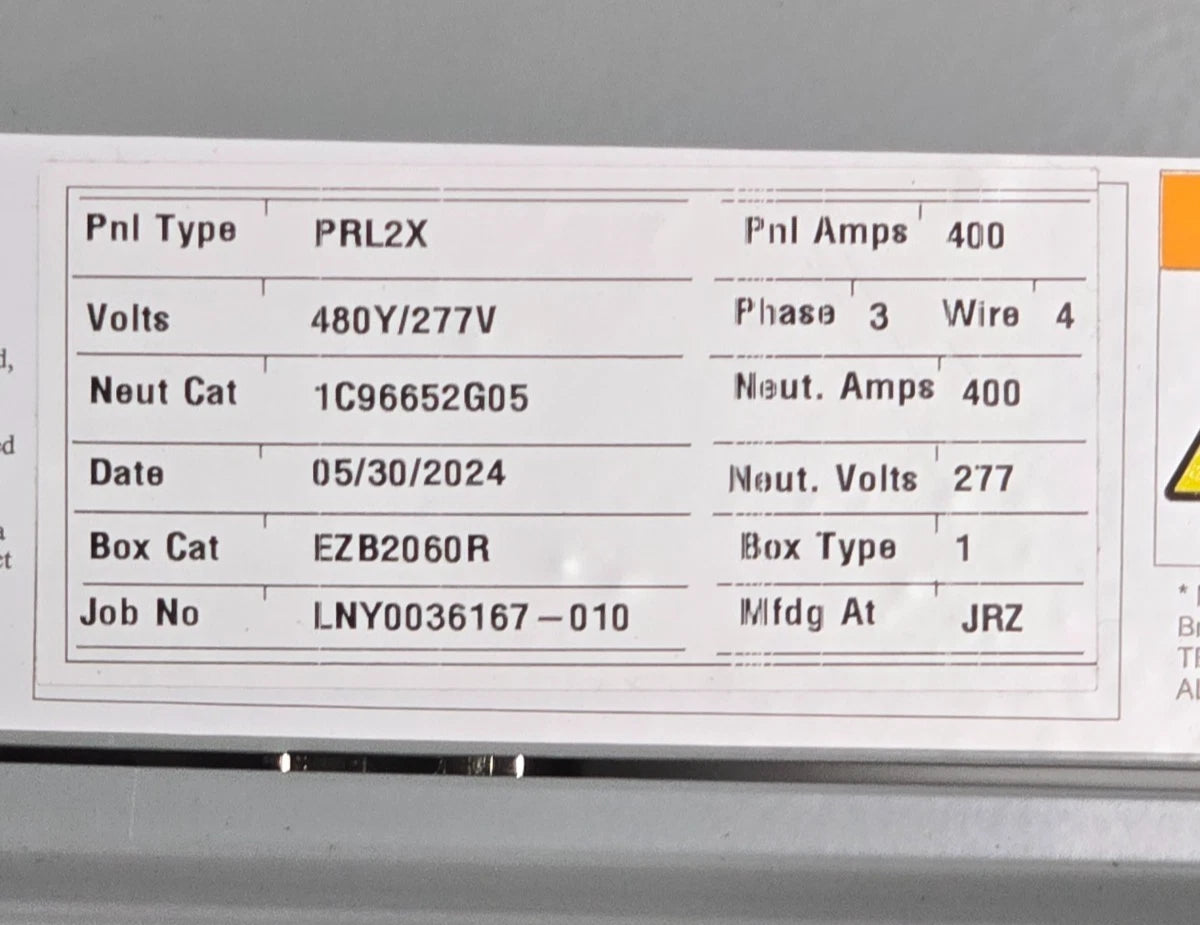 Pnl Type PRL2X Pnl Amps 400
Volts 480Y/277V Phase 3 Wire 4
Neut Cat 1C96652G05 Neut. Amps 400
Date 05/30/2024 Neut. Volts 277
Box Cat EZB2060R Box Type 1
Job No LNY0036167-010 Mfdg At JRZ